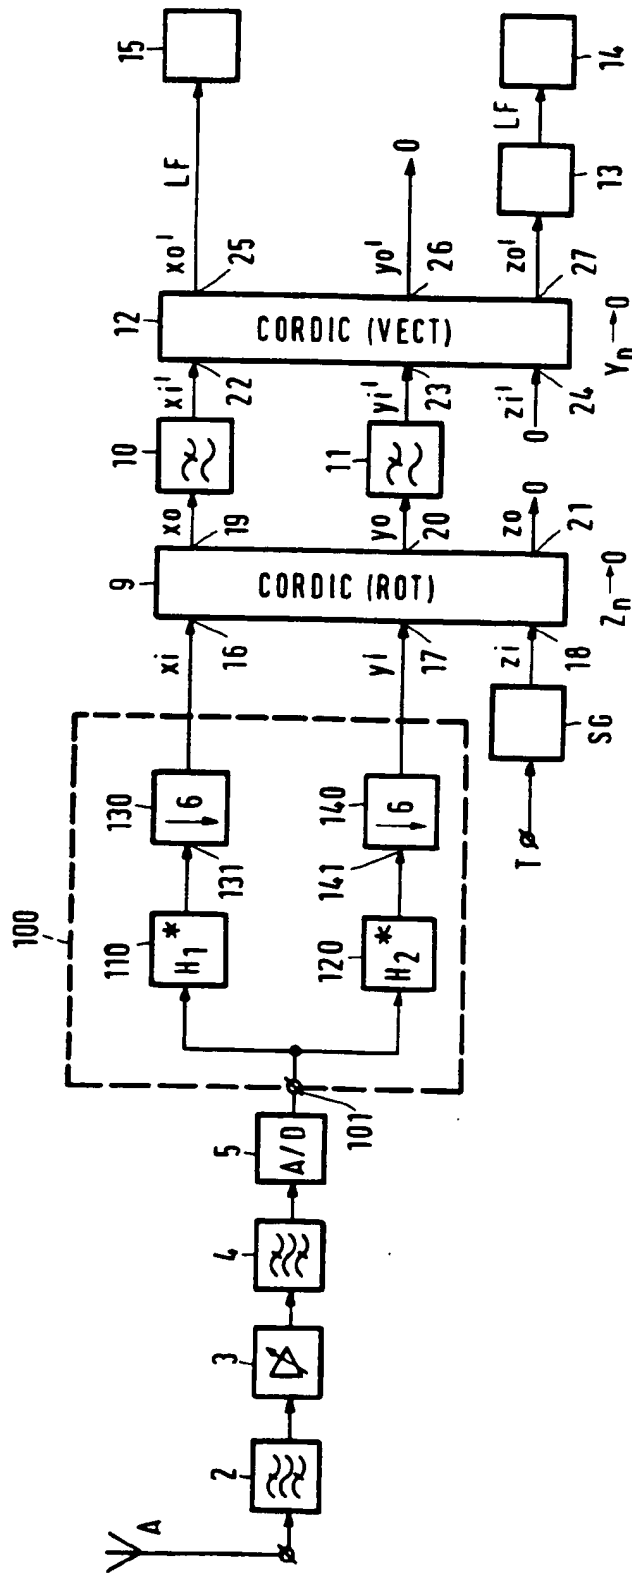 A
2
3
4
5
A/D
101
100
110
H1*
131
130
↓6
120
H2*
141
140
↓6
T
SG
xi
16
yi
17
zi
18
9
CORDIC (ROT)
Zn→0
xo
19
yo
20
zo
21
0
10
11
xi'
22
yi'
23
0
zi'
24
12
CORDIC (VECT)
Yn→0
xo'
25
yo'
26
zo'
27
LF
15
0
13
LF
14